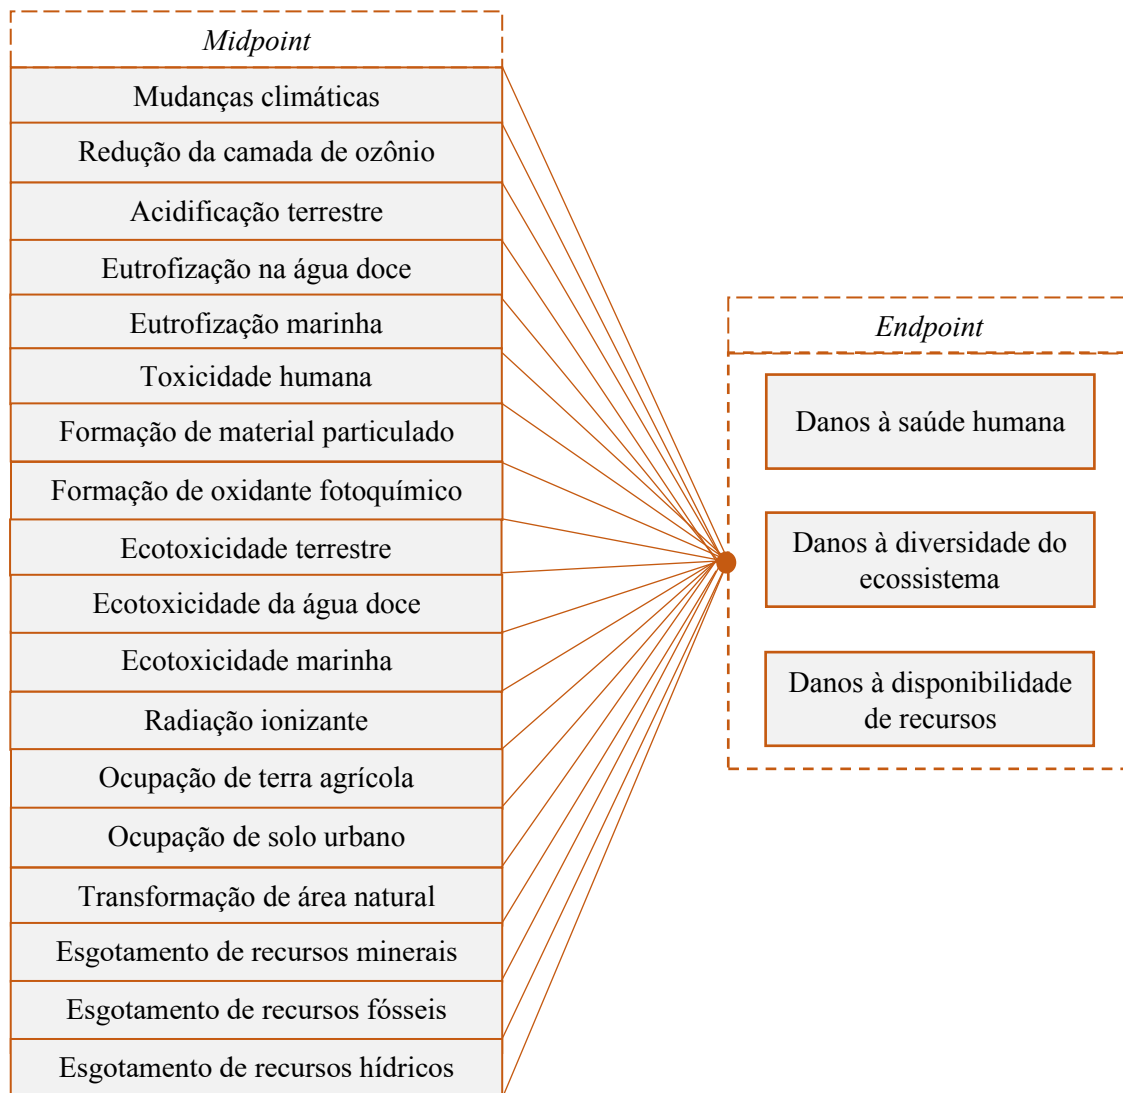 Midpoint
Mudanças climáticas
Redução da camada de ozônio
Acidificação terrestre
Eutrofização na água doce
Eutrofização marinha
Toxicidade humana
Formação de material particulado
Formação de oxidante fotoquímico
Ecotoxicidade terrestre
Ecotoxicidade da água doce
Ecotoxicidade marinha
Radiação ionizante
Ocupação de terra agrícola
Ocupação de solo urbano
Transformação de área natural
Esgotamento de recursos minerais
Esgotamento de recursos fósseis
Esgotamento de recursos hídricos
Endpoint
Danos à saúde humana
Danos à diversidade do
ecossistema
Danos à disponibilidade
de recursos